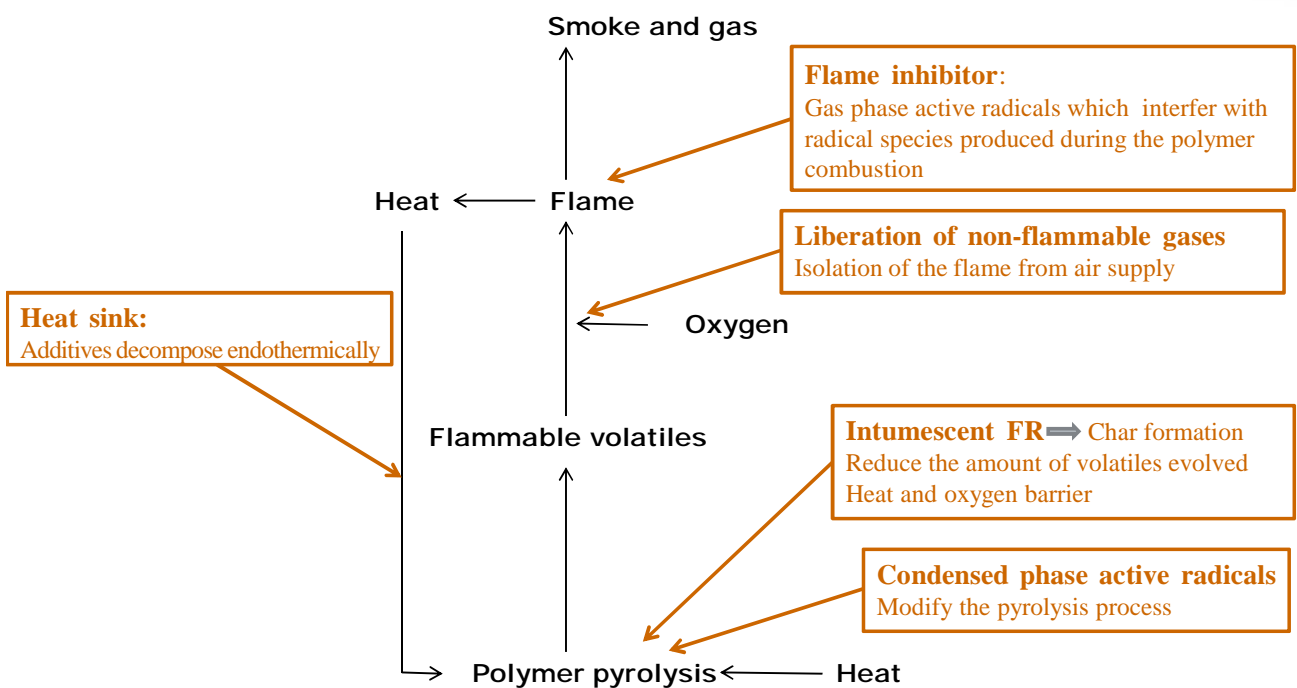 Smoke and gas
Flame inhibitor:
Gas phase active radicals which interfer with
radical species produced during the polymer
combustion
Heat
Flame
Liberation of non-flammable gases
Isolation of the flame from air supply
Heat sink:
Additives decompose endothermically
Oxygen
Flammable volatiles
Intumescent FR Char formation
Reduce the amount of volatiles evolved
Heat and oxygen barrier
Condensed phase active radicals
Modify the pyrolysis process
Polymer pyrolysis
Heat